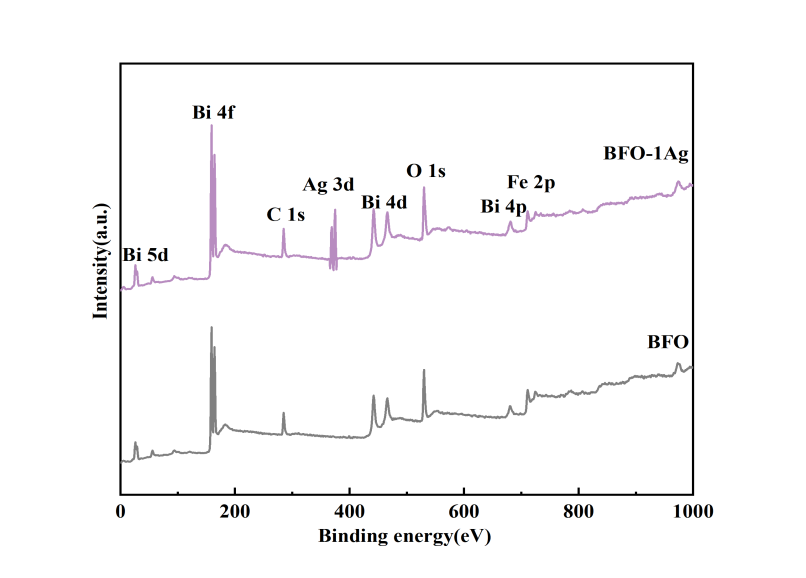 Bi 4f
BFO-1Ag
O 1s
Fe 2p
Ag 3d
Bi 4d
Bi 4p
C 1s
Bi 5d
BFO
Intensity(a.u.)
0 200 400 600 800 1000
Binding energy(eV)